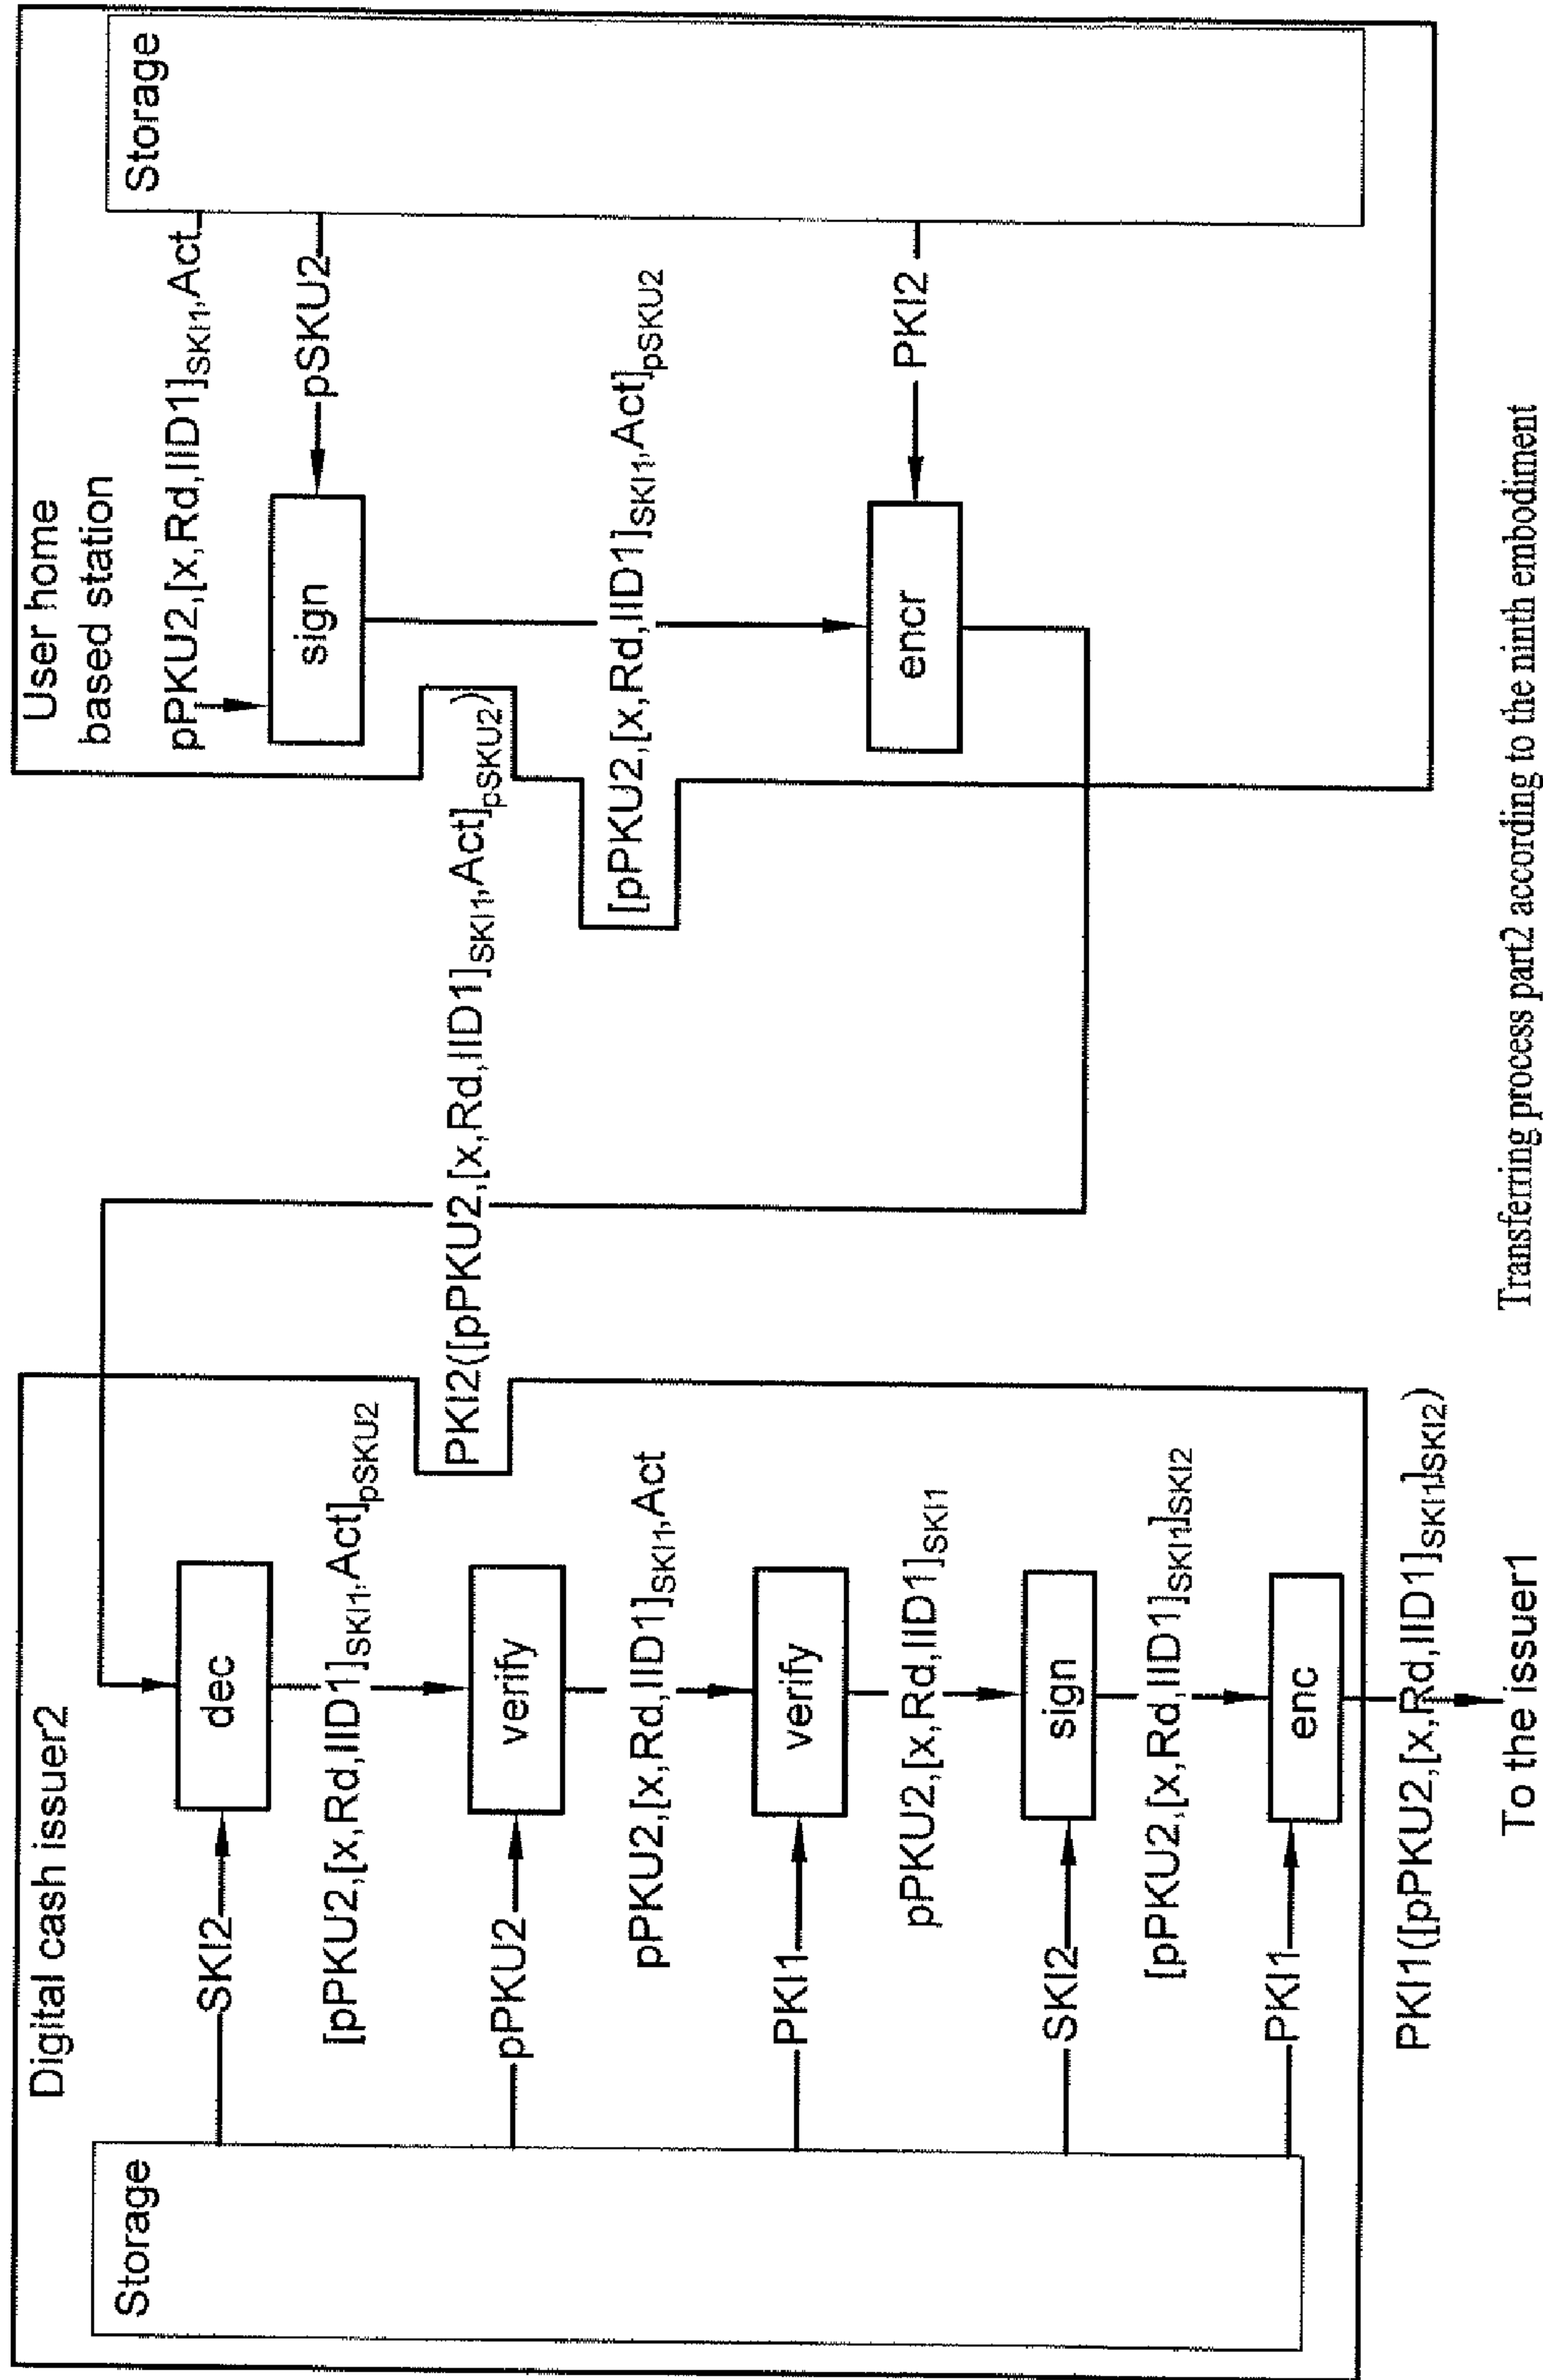 Digital cash issuer2
Storage
SKI2
dec
[pPKU2,[x,Rd,IID1]SKI1,Act]pSKU2
pPKU2
verify
pPKU2,[x,Rd,IID1]SKI1,Act
PKI1
verify
pPKU2,[x,Rd,IID1]SKI1
SKI2
sign
[pPKU2,[x,Rd,IID1]SKI1]SKI2
PKI1
enc
PKI1([pPKU2,[x,Rd,IID1]SKI1]SKI2)
To the issuer1
PKI2([pPKU2,[x,Rd,IID1]SKI1,Act]pSKU2)
User home
based station
Storage
pPKU2,[x,Rd,IID1]SKI1,Act
pSKU2
sign
[pPKU2,[x,Rd,IID1]SKI1,Act]pSKU2
PKI2
encr
Transferring process part2 according to the ninth embodiment